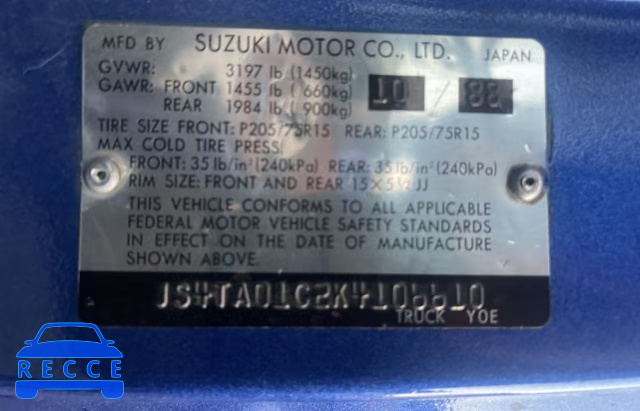 MFD BY SUZUKI MOTOR CO., LTD. JAPAN
GVWR: 3197 lb (1450kg)
GAWR: FRONT 1455 lb ( 660kg) 10 / 88
REAR 1984 lb ( 900kg)
TIRE SIZE FRONT: P205/75R15 REAR: P205/75R15
MAX COLD TIRE PRESS:
FRONT: 35 lb/in² (240kPa) REAR: 35 lb/in² (240kPa)
RIM SIZE: FRONT AND REAR 15×5½ JJ
THIS VEHICLE CONFORMS TO ALL APPLICABLE
FEDERAL MOTOR VEHICLE SAFETY STANDARDS
IN EFFECT ON THE DATE OF MANUFACTURE
SHOWN ABOVE.
JS4TA01C2K4106610
TRUCK YOE
RACE
RACE